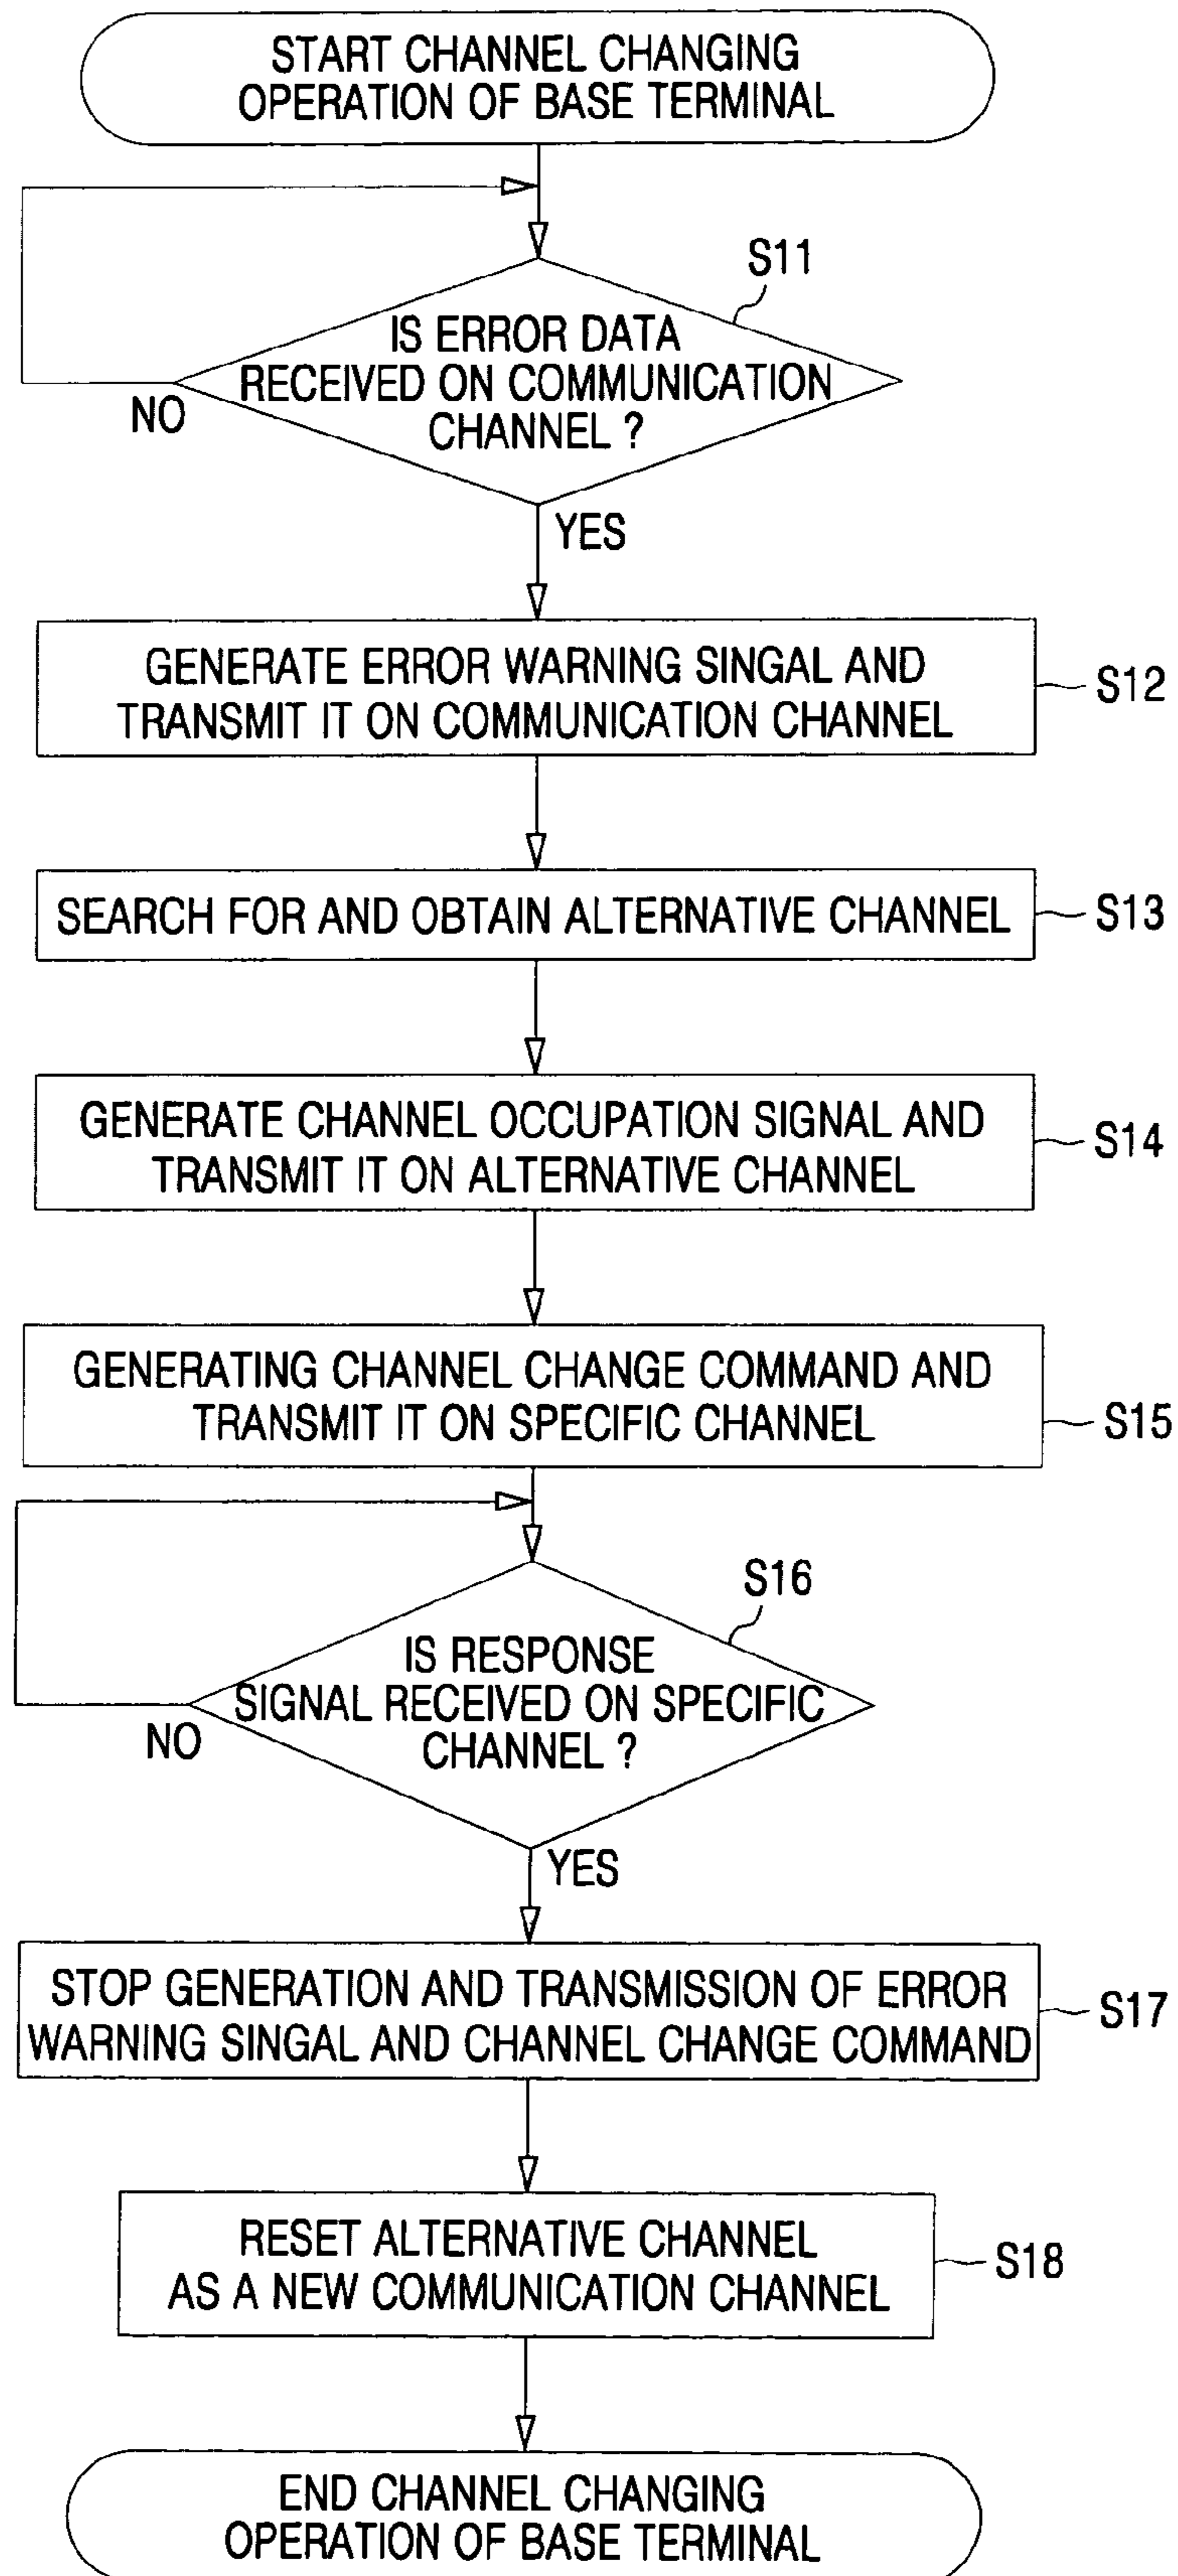 START CHANNEL CHANGING
OPERATION OF BASE TERMINAL
S11
IS ERROR DATA
RECEIVED ON COMMUNICATION
CHANNEL ?
NO
YES
GENERATE ERROR WARNING SINGAL AND
TRANSMIT IT ON COMMUNICATION CHANNEL
S12
SEARCH FOR AND OBTAIN ALTERNATIVE CHANNEL
S13
GENERATE CHANNEL OCCUPATION SIGNAL AND
TRANSMIT IT ON ALTERNATIVE CHANNEL
S14
GENERATING CHANNEL CHANGE COMMAND AND
TRANSMIT IT ON SPECIFIC CHANNEL
S15
S16
IS RESPONSE
SIGNAL RECEIVED ON SPECIFIC
CHANNEL ?
NO
YES
STOP GENERATION AND TRANSMISSION OF ERROR
WARNING SINGAL AND CHANNEL CHANGE COMMAND
S17
RESET ALTERNATIVE CHANNEL
AS A NEW COMMUNICATION CHANNEL
S18
END CHANNEL CHANGING
OPERATION OF BASE TERMINAL